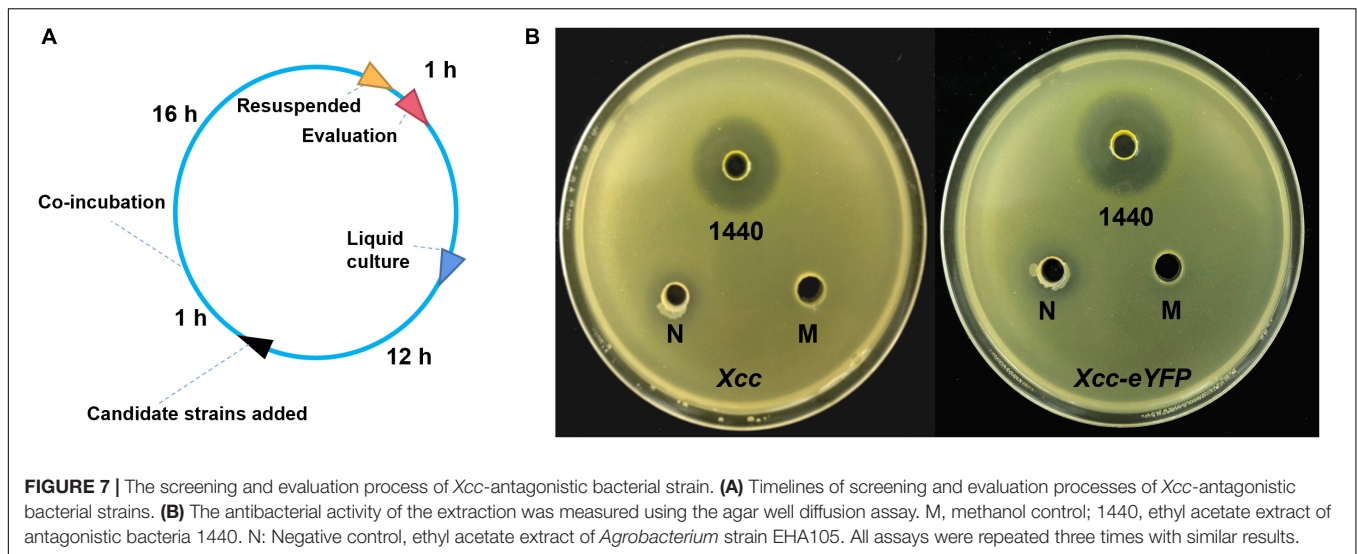 A
B
1 h
Resuspended
16 h
Evaluation
Co-incubation
Liquid
culture
1 h
12 h
Candidate strains added
1440
N
M
Xcc
1440
N
M
Xcc-eYFP
FIGURE 7 | The screening and evaluation process of Xcc-antagonistic bacterial strain. (A) Timelines of screening and evaluation processes of Xcc-antagonistic
bacterial strains. (B) The antibacterial activity of the extraction was measured using the agar well diffusion assay. M, methanol control; 1440, ethyl acetate extract of
antagonistic bacteria 1440. N: Negative control, ethyl acetate extract of Agrobacterium strain EHA105. All assays were repeated three times with similar results.